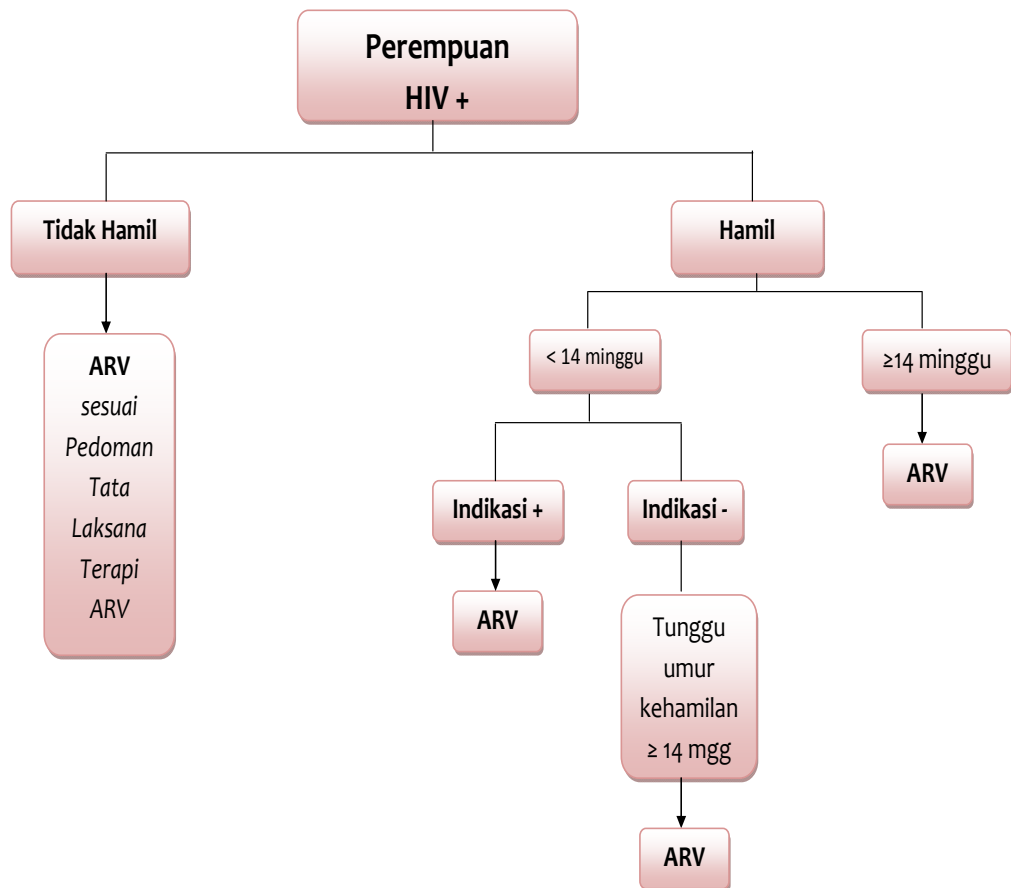 Perempuan
HIV +
Tidak Hamil
Hamil
ARV
sesuai
Pedoman
Tata
Laksana
Terapi
ARV
< 14 minggu
≥14 minggu
Indikasi +
Indikasi -
ARV
ARV
Tunggu
umur
kehamilan
≥ 14 mgg
ARV